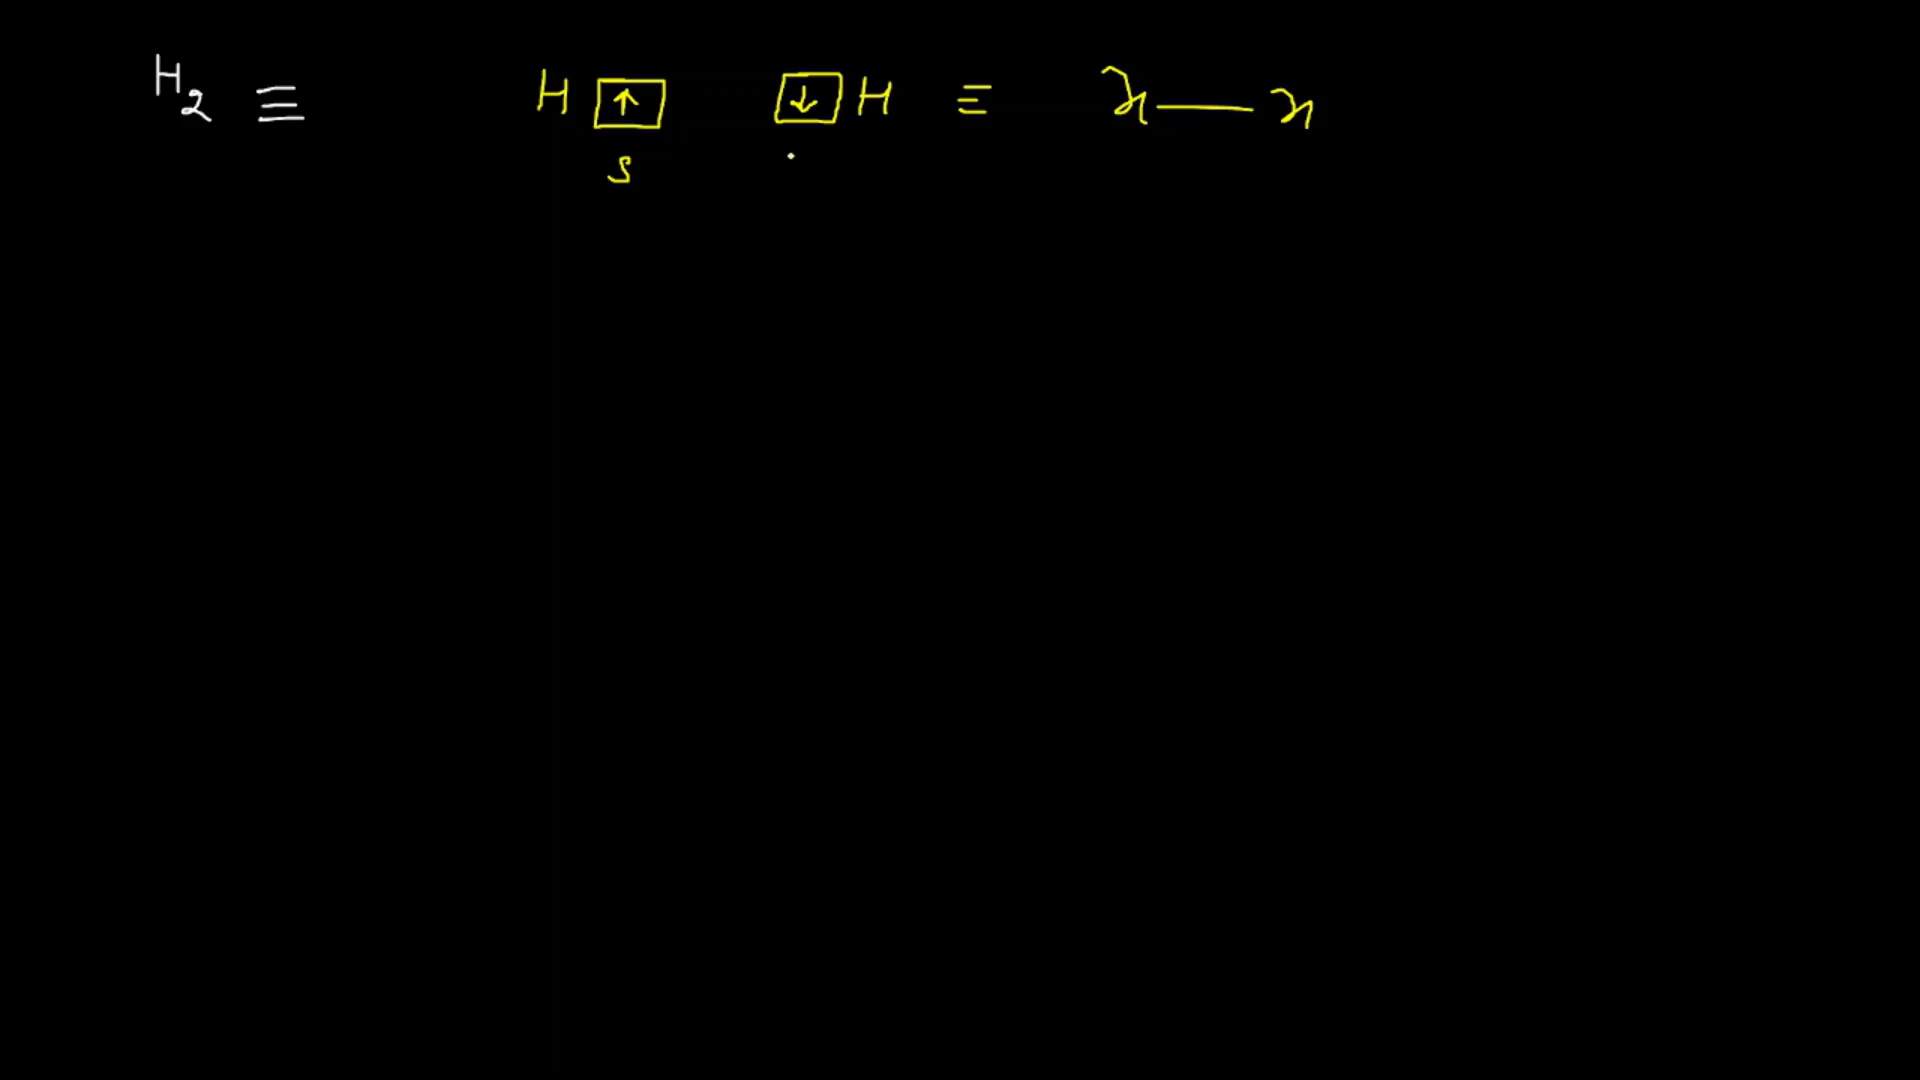 H₂ ≡ H ↑ ↓ H ≡ H — H
s